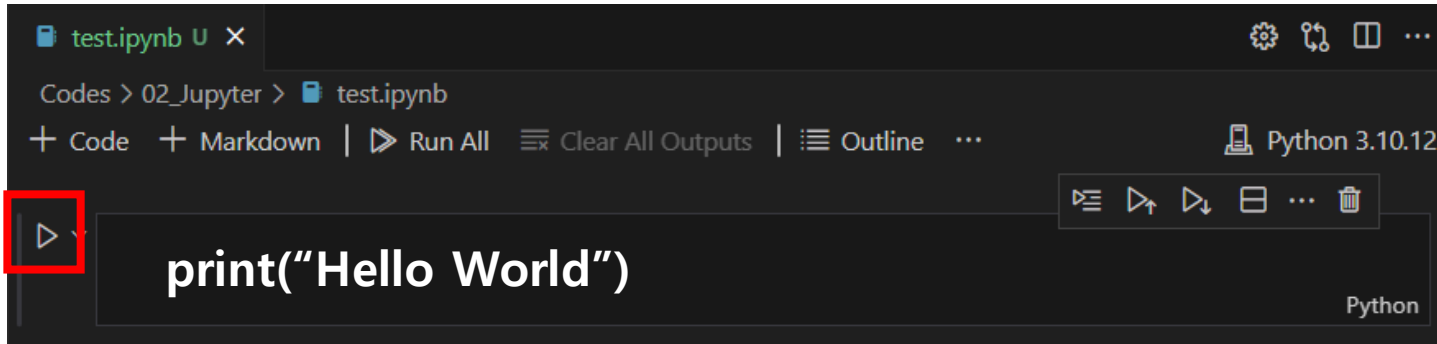 test.ipynb U
Codes > 02_Jupyter > test.ipynb
+ Code + Markdown | Run All Clear All Outputs | Outline ··· Python 3.10.12
print(“Hello World”)
Python